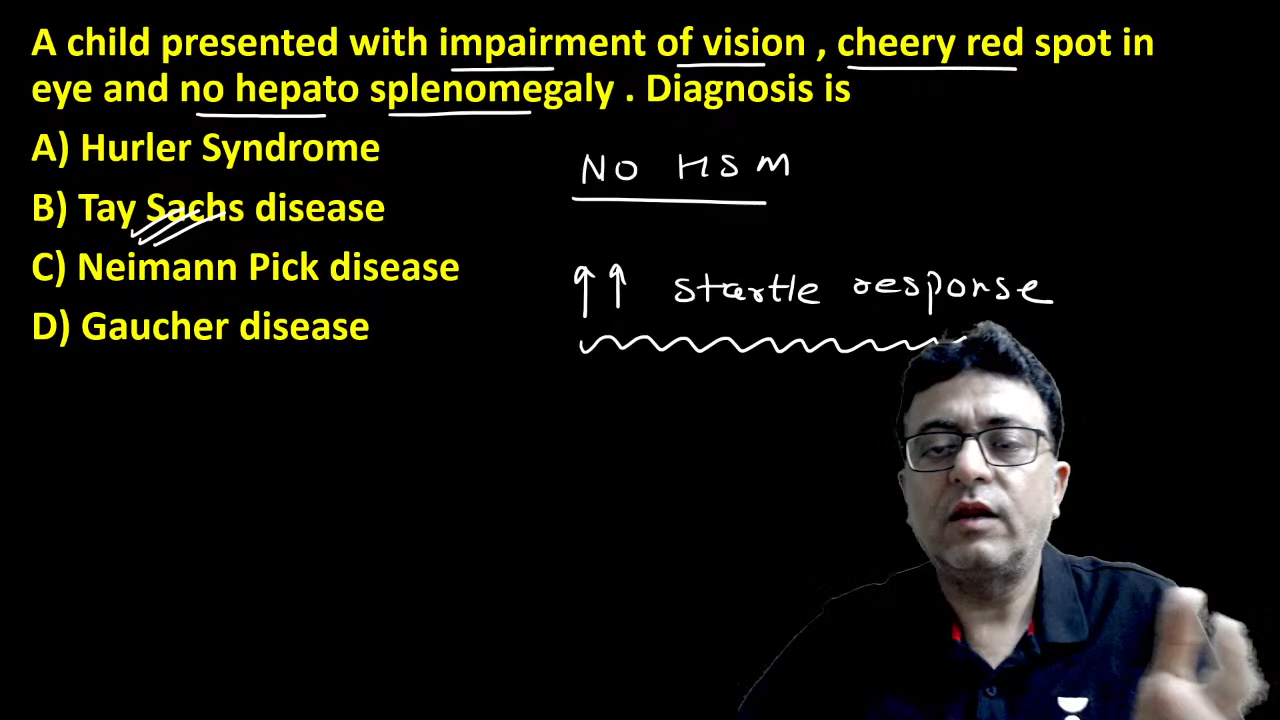 A child presented with impairment of vision , cheery red spot in
eye and no hepato splenomegaly . Diagnosis is
A) Hurler Syndrome
B) Tay Sachs disease
C) Neimann Pick disease
D) Gaucher disease
NO HSM
↑↑ startle response